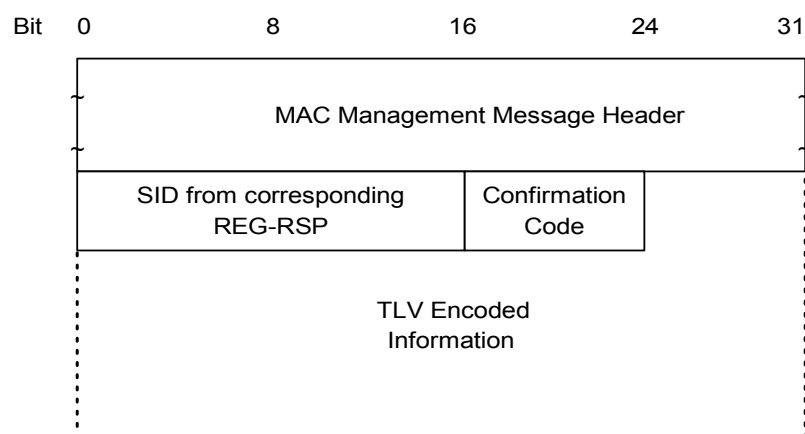 Bit 0 8 16 24 31
MAC Management Message Header
SID from corresponding
REG-RSP
Confirmation
Code
TLV Encoded
Information